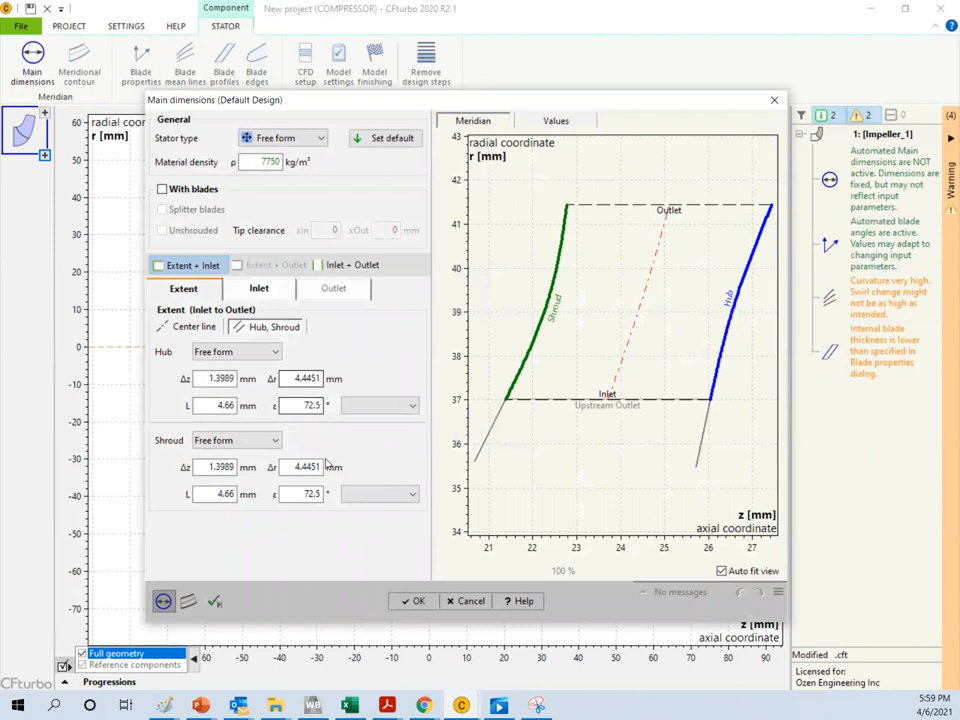 Component
New project (COMPRESSOR) - CFturbo 2020 R2.1
File PROJECT SETTINGS HELP STATOR
Main dimensions
Meridional contour
Blade properties
Blade mean lines
Blade profiles
Blade edges
CFD setup
Model settings
Model finishing
Remove design steps
Meridian
Main dimensions (Default Design)
General
Stator type Free form Set default
Material density ρ 7750 kg/m³
With blades
Splitter blades
Unshrouded Tip clearance xIn 0 xOut 0 mm
Extent + Inlet Extent + Outlet Inlet + Outlet
Extent Inlet Outlet
Extent (Inlet to Outlet)
Center line Hub, Shroud
Hub Free form
Δz 1.3989 mm Δr 4.4451 mm
L 4.66 mm ε 72.5 °
Shroud Free form
Δz 1.3989 mm Δr 4.4451 mm
L 4.66 mm ε 72.5 °
OK Cancel ? Help
Meridian Values
43
radial coordinate
r [mm]
42
41
40
39
38
37
36
35
34
Outlet
Shroud
Hub
Inlet
Upstream Outlet
z [mm]
axial coordinate
21 22 23 24 25 26 27
100 %
Auto fit view
No messages
60
radial coor
r [mm]
50
40
30
20
10
0
-10
-20
-30
-40
-50
-60
-70
z [mm]
axial coordinate
60 -50 -40 -30 -20 -10 0 10 20 30 40 50 60 70 80 90
Full geometry
Reference components
CFturbo
Progressions
2 2 0
(4)
Warning
1: [Impeller_1]
Automated Main dimensions are NOT active. Dimensions are fixed, but may not reflect input parameters.
Automated blade angles are active. Values may adapt to changing input parameters.
Curvature very high. Swirl change might not be as high as intended.
Internal blade thickness is lower than specified in Blade properties dialog.
Modified .cft
Licensed for:
Ozen Engineering Inc
5:59 PM
4/6/2021